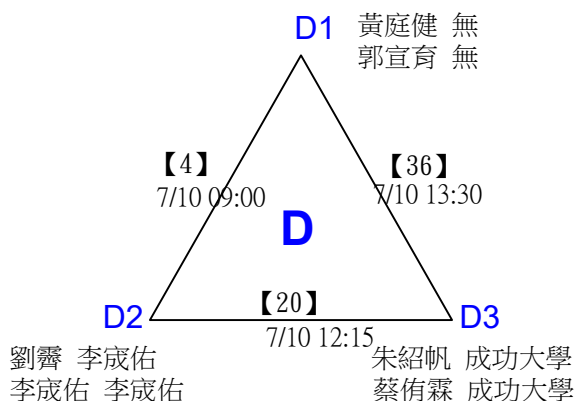 D1
黃庭健 無
郭宣育 無
【4】
7/10 09:00
【36】
7/10 13:30
D
【20】
7/10 12:15
D2
劉霽 李宬佑
李宬佑 李宬佑
D3
朱紹帆 成功大學
蔡侑霖 成功大學